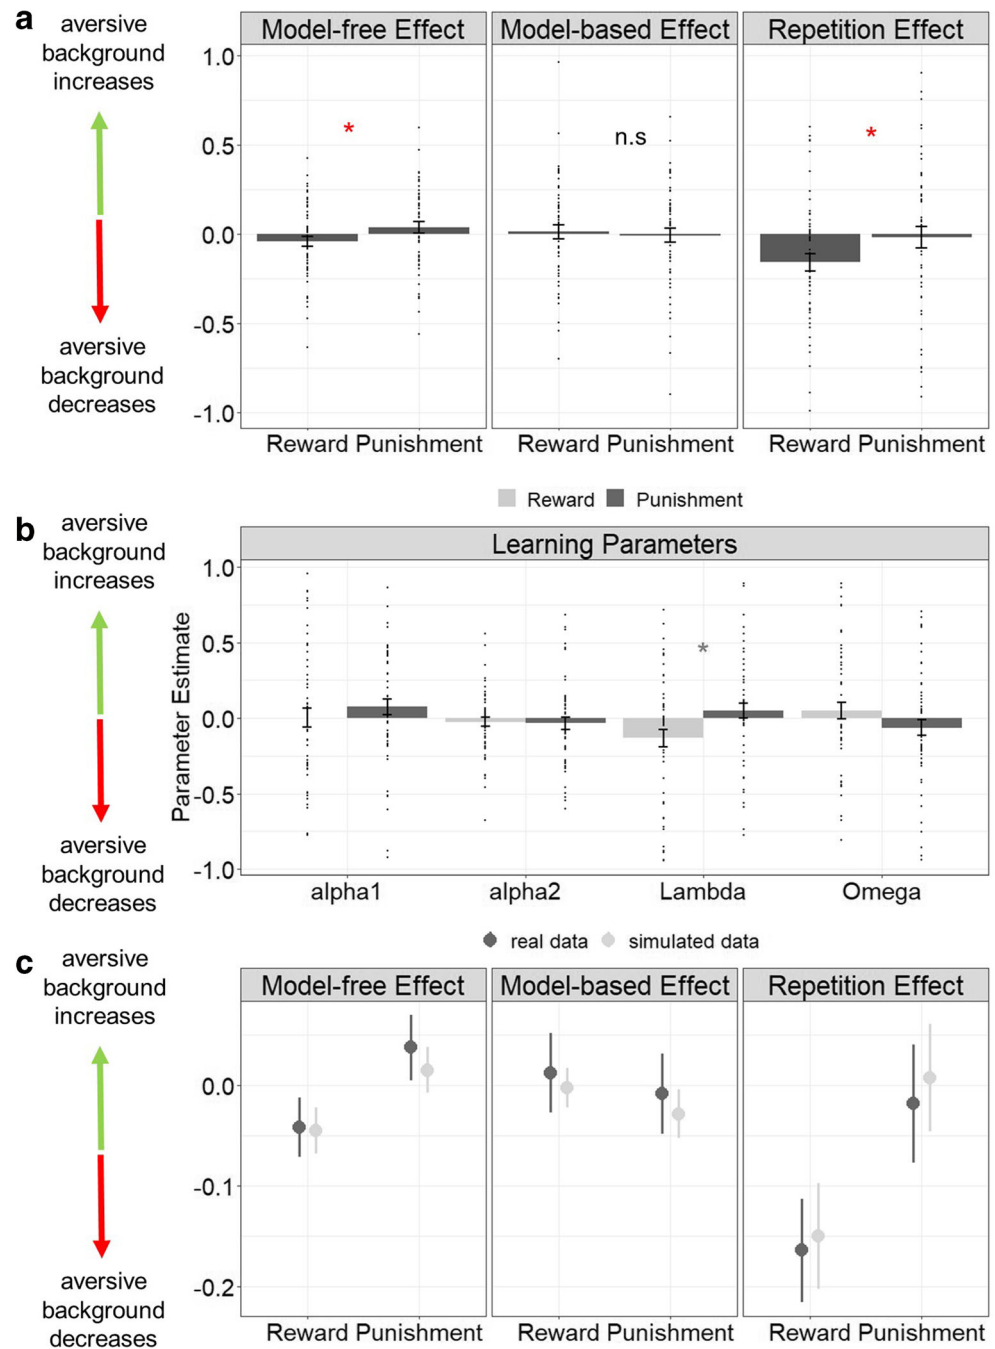 a
aversive
background
increases
aversive
background
decreases
Model-free Effect
Model-based Effect
Repetition Effect
1.0
0.5
0.0
-0.5
-1.0
*
n.s
*
Reward Punishment
Reward Punishment
Reward Punishment
Reward Punishment
b
aversive
background
increases
aversive
background
decreases
Learning Parameters
Parameter Estimate
1.0
0.5
0.0
-0.5
-1.0
*
alpha1
alpha2
Lambda
Omega
real data simulated data
c
aversive
background
increases
aversive
background
decreases
Model-free Effect
Model-based Effect
Repetition Effect
0.0
-0.1
-0.2
Reward Punishment
Reward Punishment
Reward Punishment